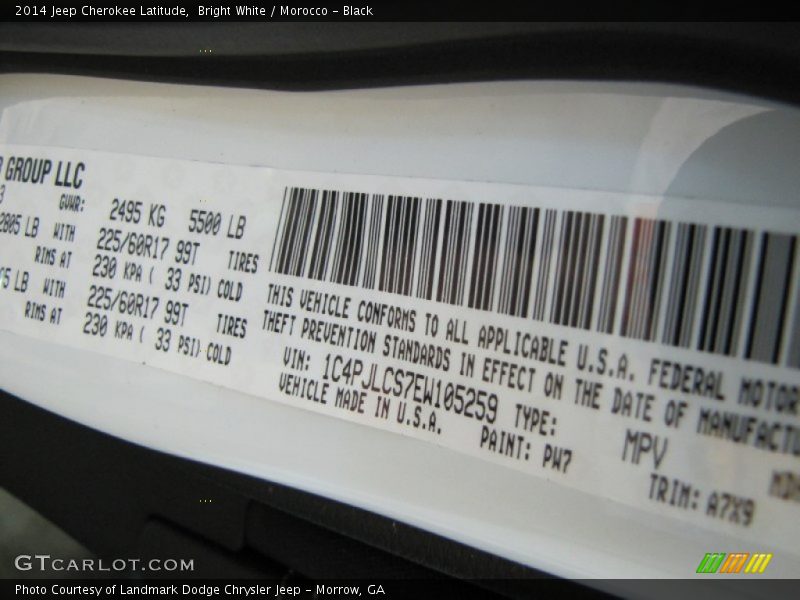 2014 Jeep Cherokee Latitude,  Bright White / Morocco - Black
GROUP LLC
GVWR: 2495 KG 5500 LB
2805 LB WITH 225/60R17 99T TIRES
RIMS AT 230 KPA ( 33 PSI) COLD
LB WITH 225/60R17 99T TIRES
RIMS AT 230 KPA ( 33 PSI) COLD
THIS VEHICLE CONFORMS TO ALL APPLICABLE U.S.A. FEDERAL MOTOR
THEFT PREVENTION STANDARDS IN EFFECT ON THE DATE OF MANUFACTU
VIN: 1C4PJLCS7EW105259 TYPE: MPV
VEHICLE MADE IN U.S.A. PAINT: PW7 TRIM: A7X9
GTCARLOT.COM
Photo Courtesy of Landmark Dodge Chrysler Jeep - Morrow, GA